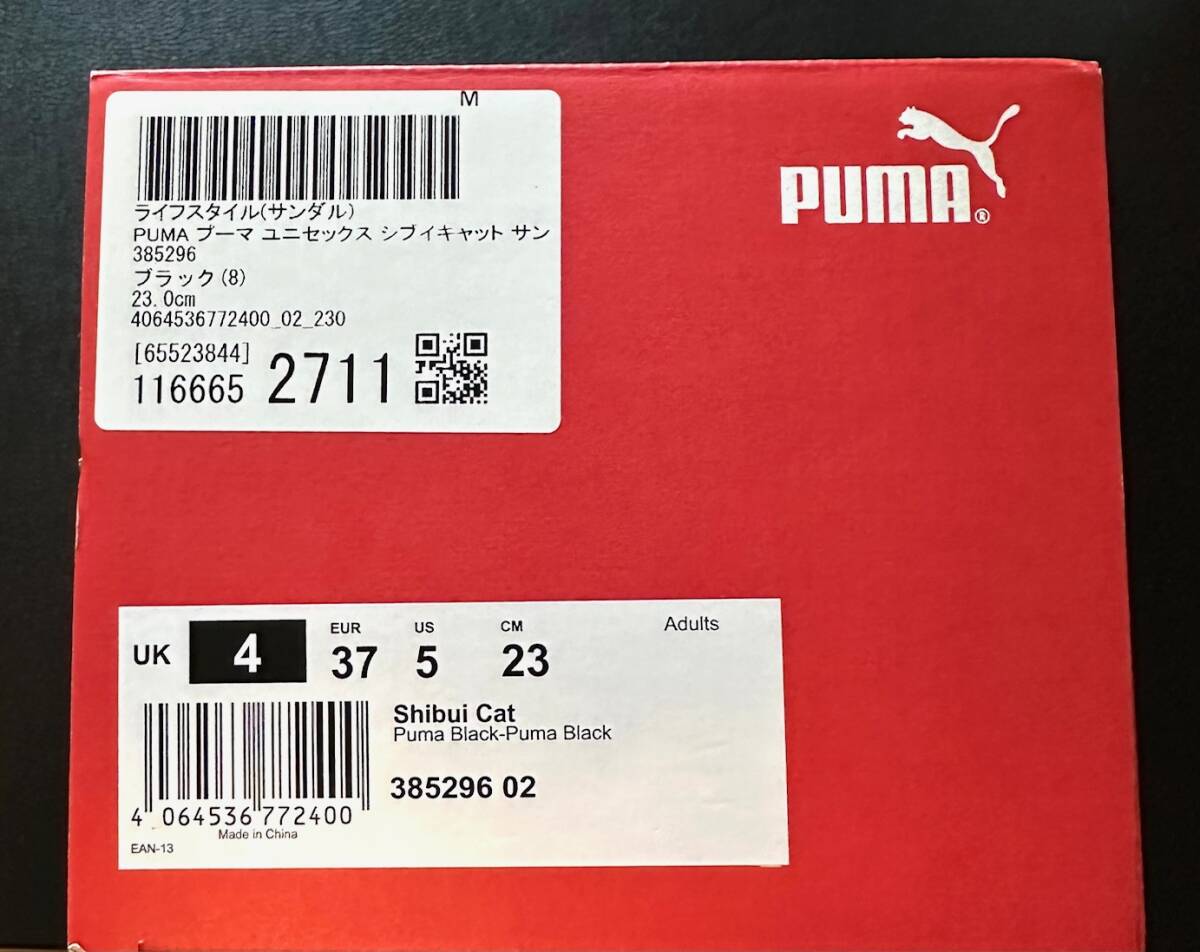 M
ライフスタイル(サンダル)
PUMA プーマ ユニセックス シブイキャット サン
385296
ブラック(8)
23.0cm
4064536772400_02_230
[65523844]
116665 2711
PUMA®
UK 4 EUR 37 US 5 CM 23 Adults
Shibui Cat
Puma Black-Puma Black
385296 02
4 064536 772400
Made in China
EAN-13